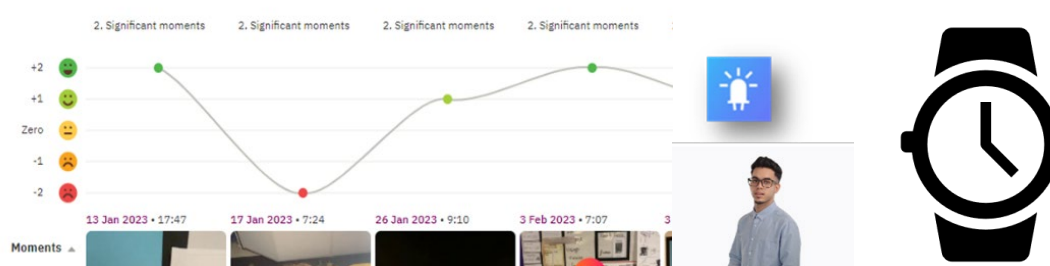 2. Significant moments 2. Significant moments 2. Significant moments 2. Significant moments
+2
+1
Zero
-1
-2
13 Jan 2023 • 17:47 17 Jan 2023 • 7:24 26 Jan 2023 • 9:10 3 Feb 2023 • 7:07 3
Moments